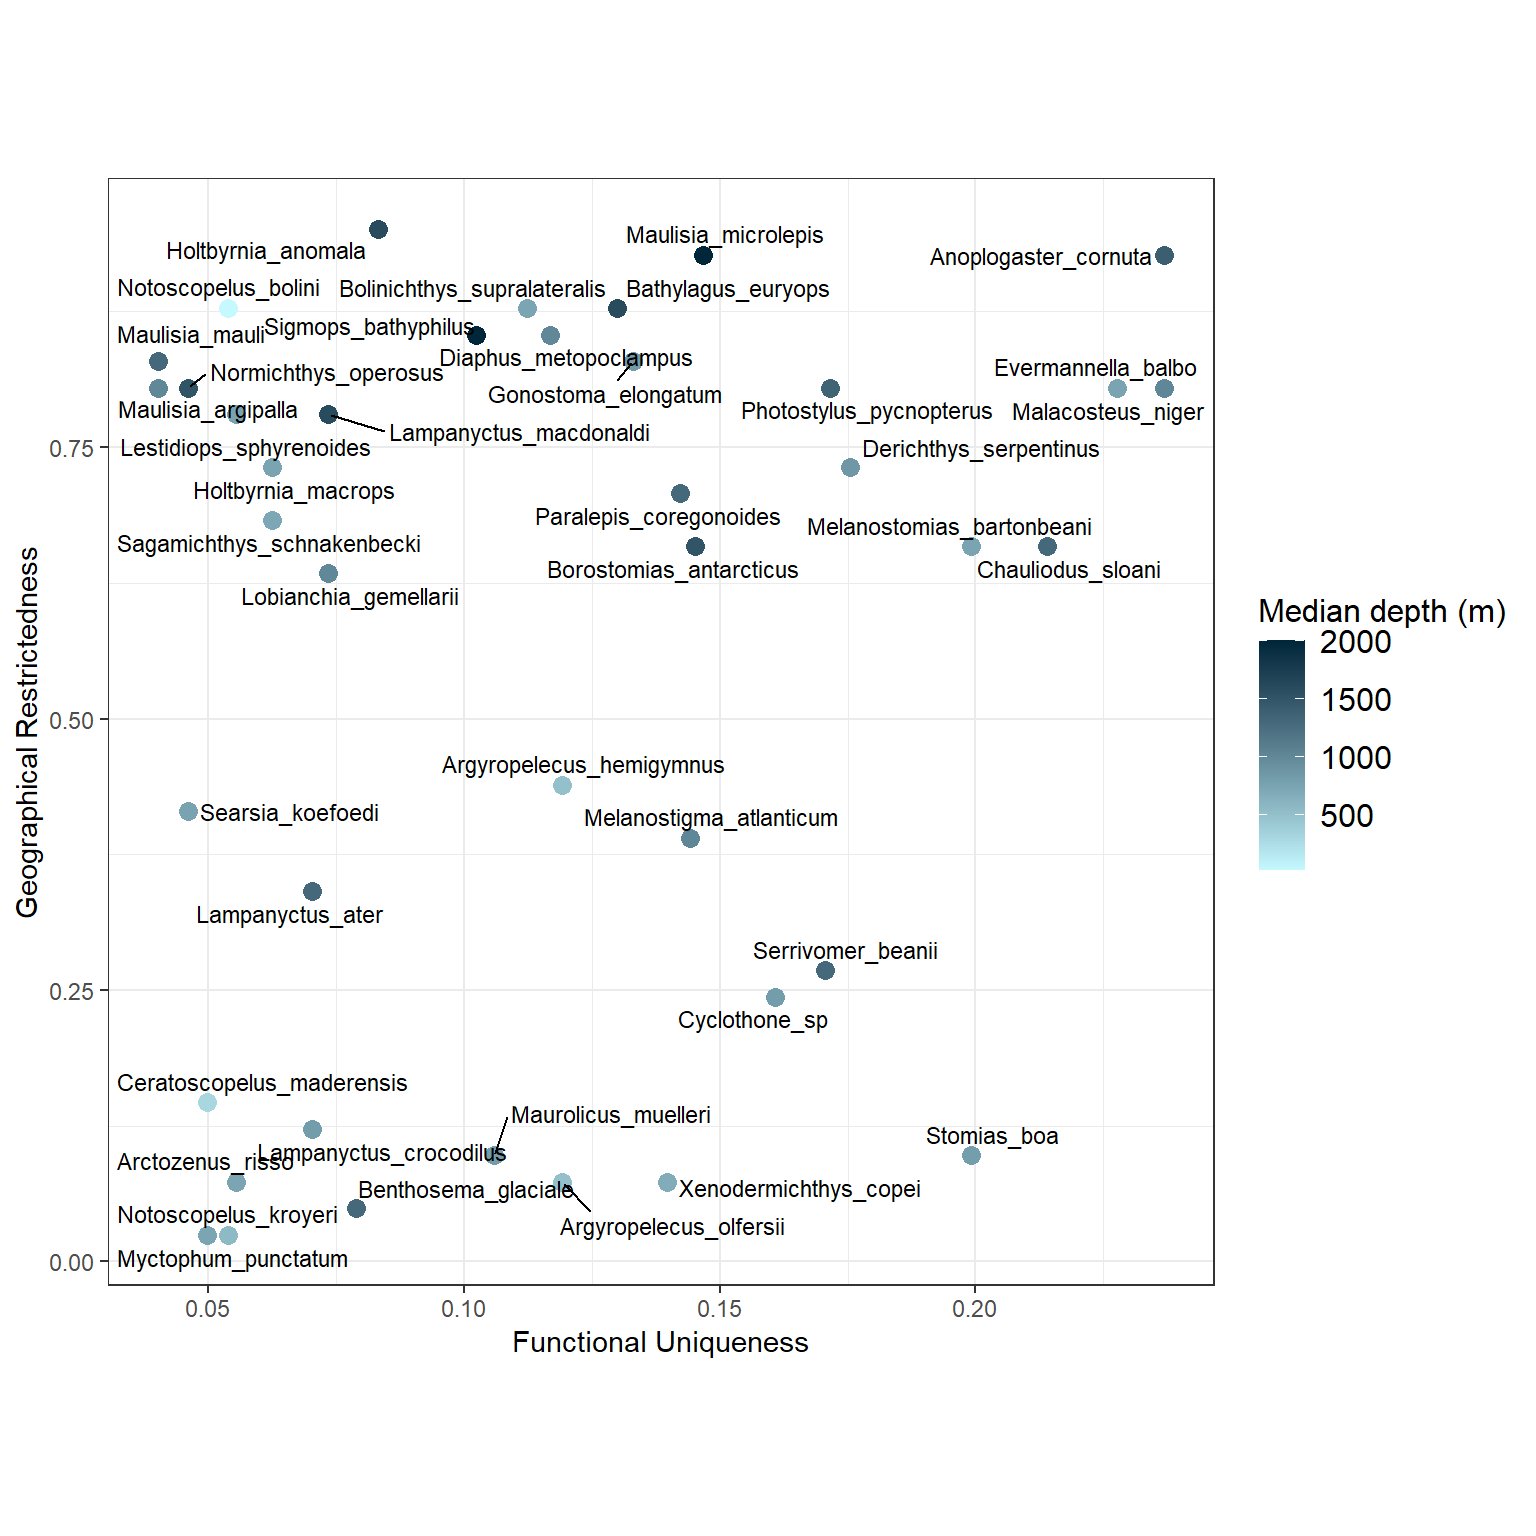 Holtbyrnia_anomala
Maulisia_microlepis
Anoplogaster_cornuta
Notoscopelus_bolini
Bolinichthys_supralateralis
Bathylagus_euryops
Maulisia_mauli
Sigmops_bathyphilus
Diaphus_metopoclampus
Evermannella_balbo
Normichthys_operosus
Gonostoma_elongatum
Maulisia_argipalla
Photostylus_pycnopterus
Malacosteus_niger
Lampanyctus_macdonaldi
Lestidiops_sphyrenoides
Derichthys_serpentinus
Holtbyrnia_macrops
Paralepis_coregonoides
Melanostomias_bartonbeani
Sagamichthys_schnakenbecki
Borostomias_antarcticus
Chauliodus_sloani
Lobianchia_gemellarii
Argyropelecus_hemigymnus
Searsia_koefoedi
Melanostigma_atlanticum
Lampanyctus_ater
Serrivomer_beanii
Cyclothone_sp
Ceratoscopelus_maderensis
Maurolicus_muelleri
Lampanyctus_crocodilus
Stomias_boa
Arctozenus_risso
Benthosema_glaciale
Xenodermichthys_copei
Notoscopelus_kroyeri
Argyropelecus_olfersii
Myctophum_punctatum
0.75
0.50
0.25
0.00
Geographical Restrictedness
0.05
0.10
0.15
0.20
Functional Uniqueness
Median depth (m)
2000
1500
1000
500